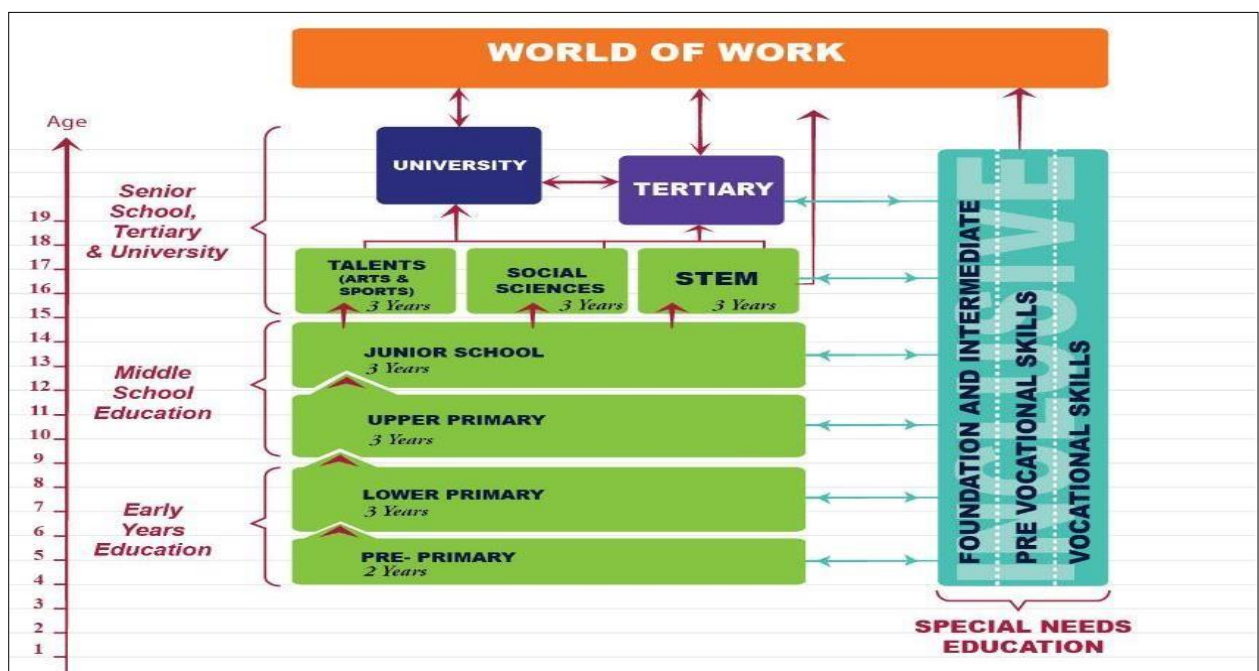 WORLD OF WORK
Age
UNIVERSITY
TERTIARY
Senior
School,
Tertiary
& University
19
18
17
16
15
14
13
12
11
10
9
8
7
6
5
4
3
2
1
TALENTS
(ARTS &
SPORTS)
3 Years
SOCIAL
SCIENCES
3 Years
STEM
3 Years
Middle
School
Education
JUNIOR SCHOOL
3 Years
UPPER PRIMARY
3 Years
Early
Years
Education
LOWER PRIMARY
3 Years
PRE- PRIMARY
2 Years
INCLUSIVE
FOUNDATION AND INTERMEDIATE
PRE VOCATIONAL SKILLS
VOCATIONAL SKILLS
SPECIAL NEEDS
EDUCATION